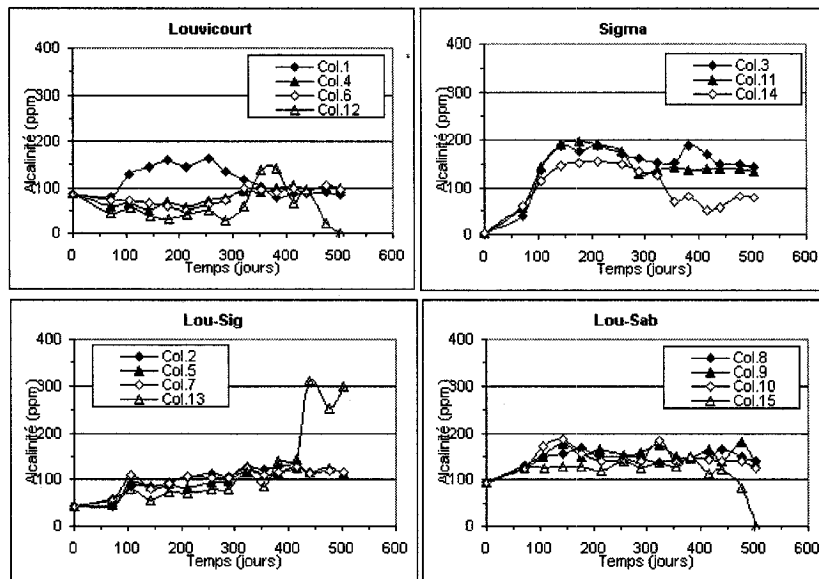 Louvicourt
400
300
200
100
0
Alcalinité (ppm)
Col.1
Col.4
Col.6
Col.12
0 100 200 300 400 500 600
Temps (jours)
Sigma
400
300
200
100
0
Alcalinité (ppm)
Col.3
Col.11
Col.14
0 100 200 300 400 500 600
Temps (jours)
Lou-Sig
400
300
200
100
0
Alcalinité (ppm)
Col.2
Col.5
Col.7
Col.13
0 100 200 300 400 500 600
Temps (jours)
Lou-Sab
400
300
200
100
0
Alcalinité (ppm)
Col.8
Col.9
Col.10
Col.15
0 100 200 300 400 500 600
Temps (jours)